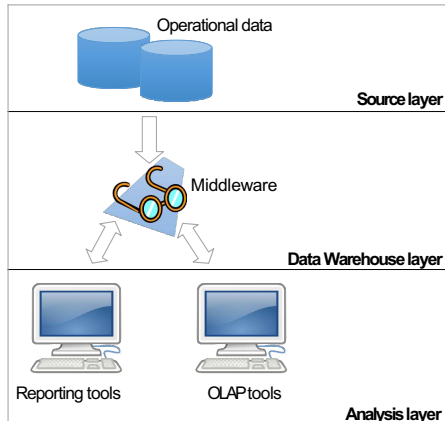 Operational data
Source layer
Middleware
Data Warehouse layer
Reporting tools
OLAP tools
Analysis layer